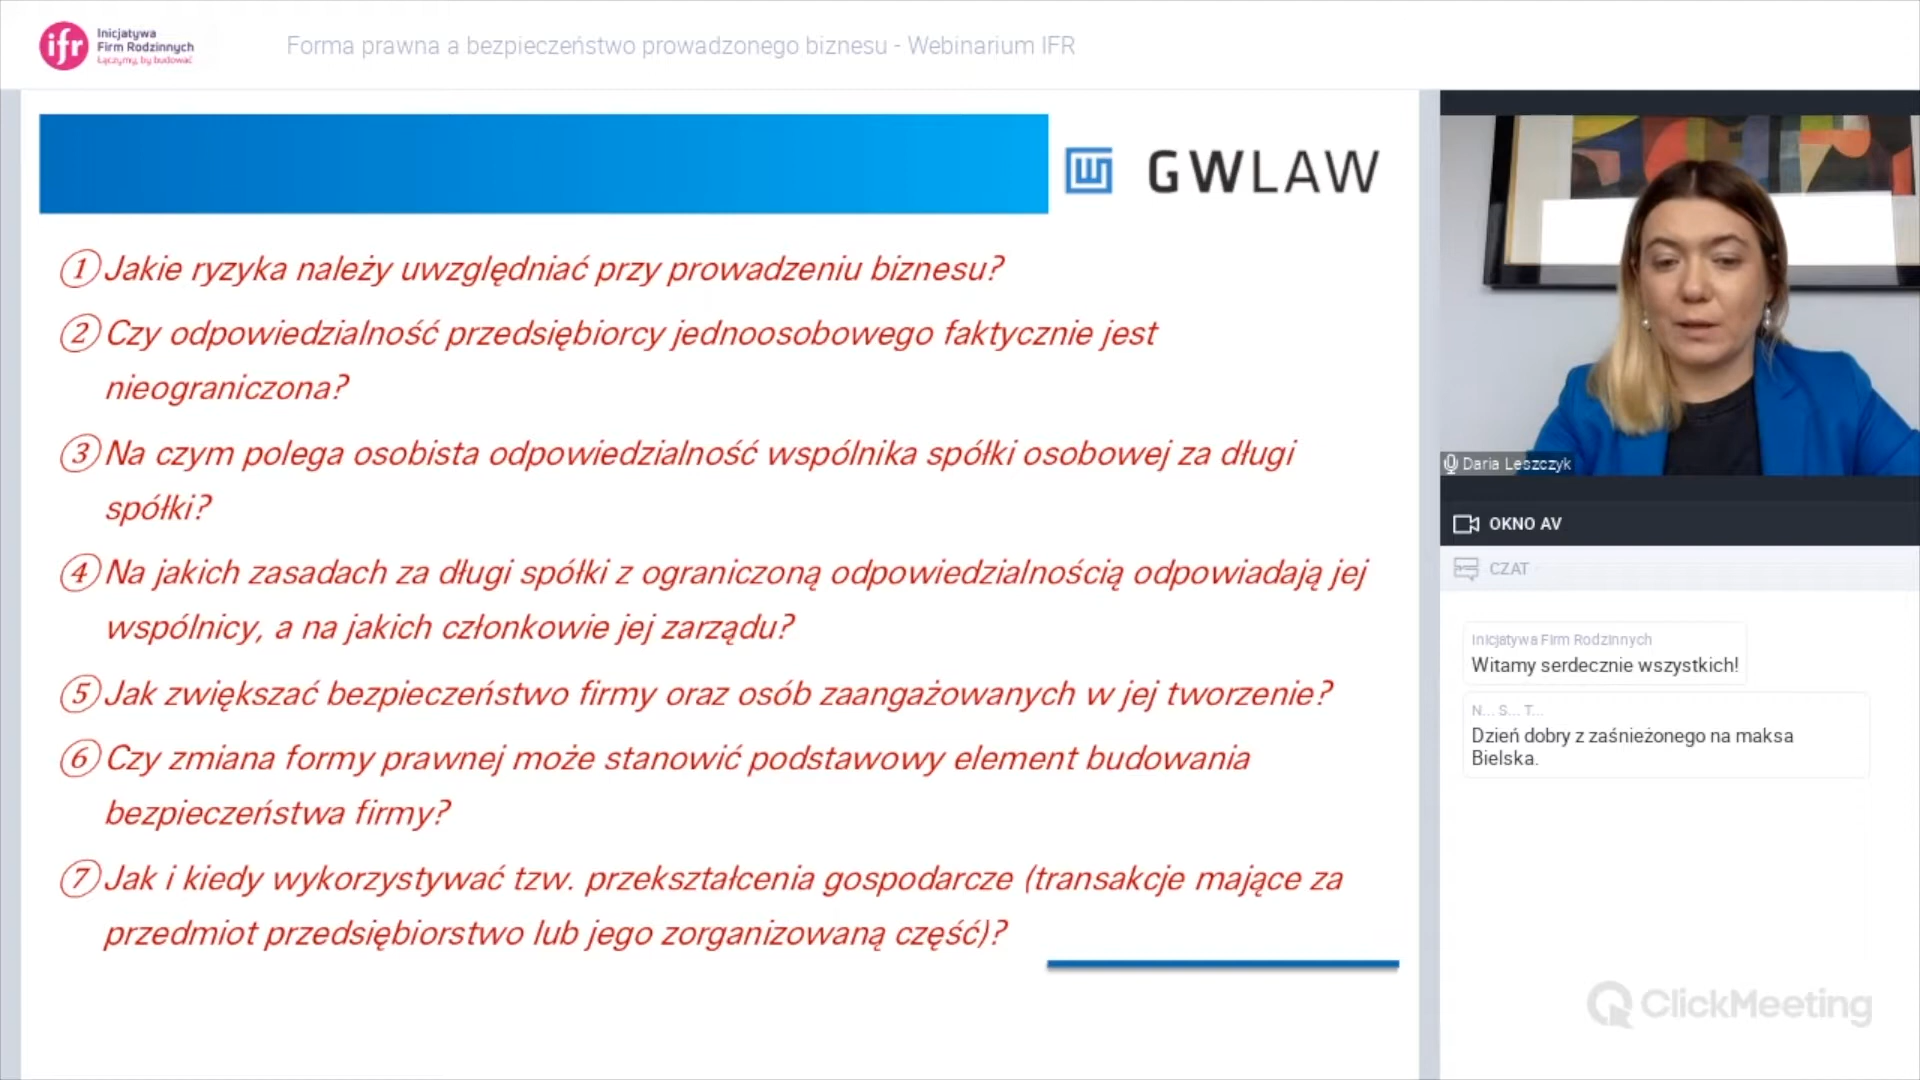 ifr
Inicjatywa
Firm Rodzinnych
Łączymy, by budować
Forma prawna a bezpieczeństwo prowadzonego biznesu - Webinarium IFR
GWLAW
① Jakie ryzyka należy uwzględniać przy prowadzeniu biznesu?
② Czy odpowiedzialność przedsiębiorcy jednoosobowego faktycznie jest
nieograniczona?
③ Na czym polega osobista odpowiedzialność wspólnika spółki osobowej za długi
spółki?
④ Na jakich zasadach za długi spółki z ograniczoną odpowiedzialnością odpowiadają jej
wspólnicy, a na jakich członkowie jej zarządu?
⑤ Jak zwiększać bezpieczeństwo firmy oraz osób zaangażowanych w jej tworzenie?
⑥ Czy zmiana formy prawnej może stanowić podstawowy element budowania
bezpieczeństwa firmy?
⑦ Jak i kiedy wykorzystywać tzw. przekształcenia gospodarcze (transakcje mające za
przedmiot przedsiębiorstwo lub jego zorganizowaną część)?
Daria Leszczyk
OKNO AV
CZAT
Inicjatywa Firm Rodzinnych
Witamy serdecznie wszystkich!
N... S... T...
Dzień dobry z zaśnieżonego na maksa
Bielska.
ClickMeeting